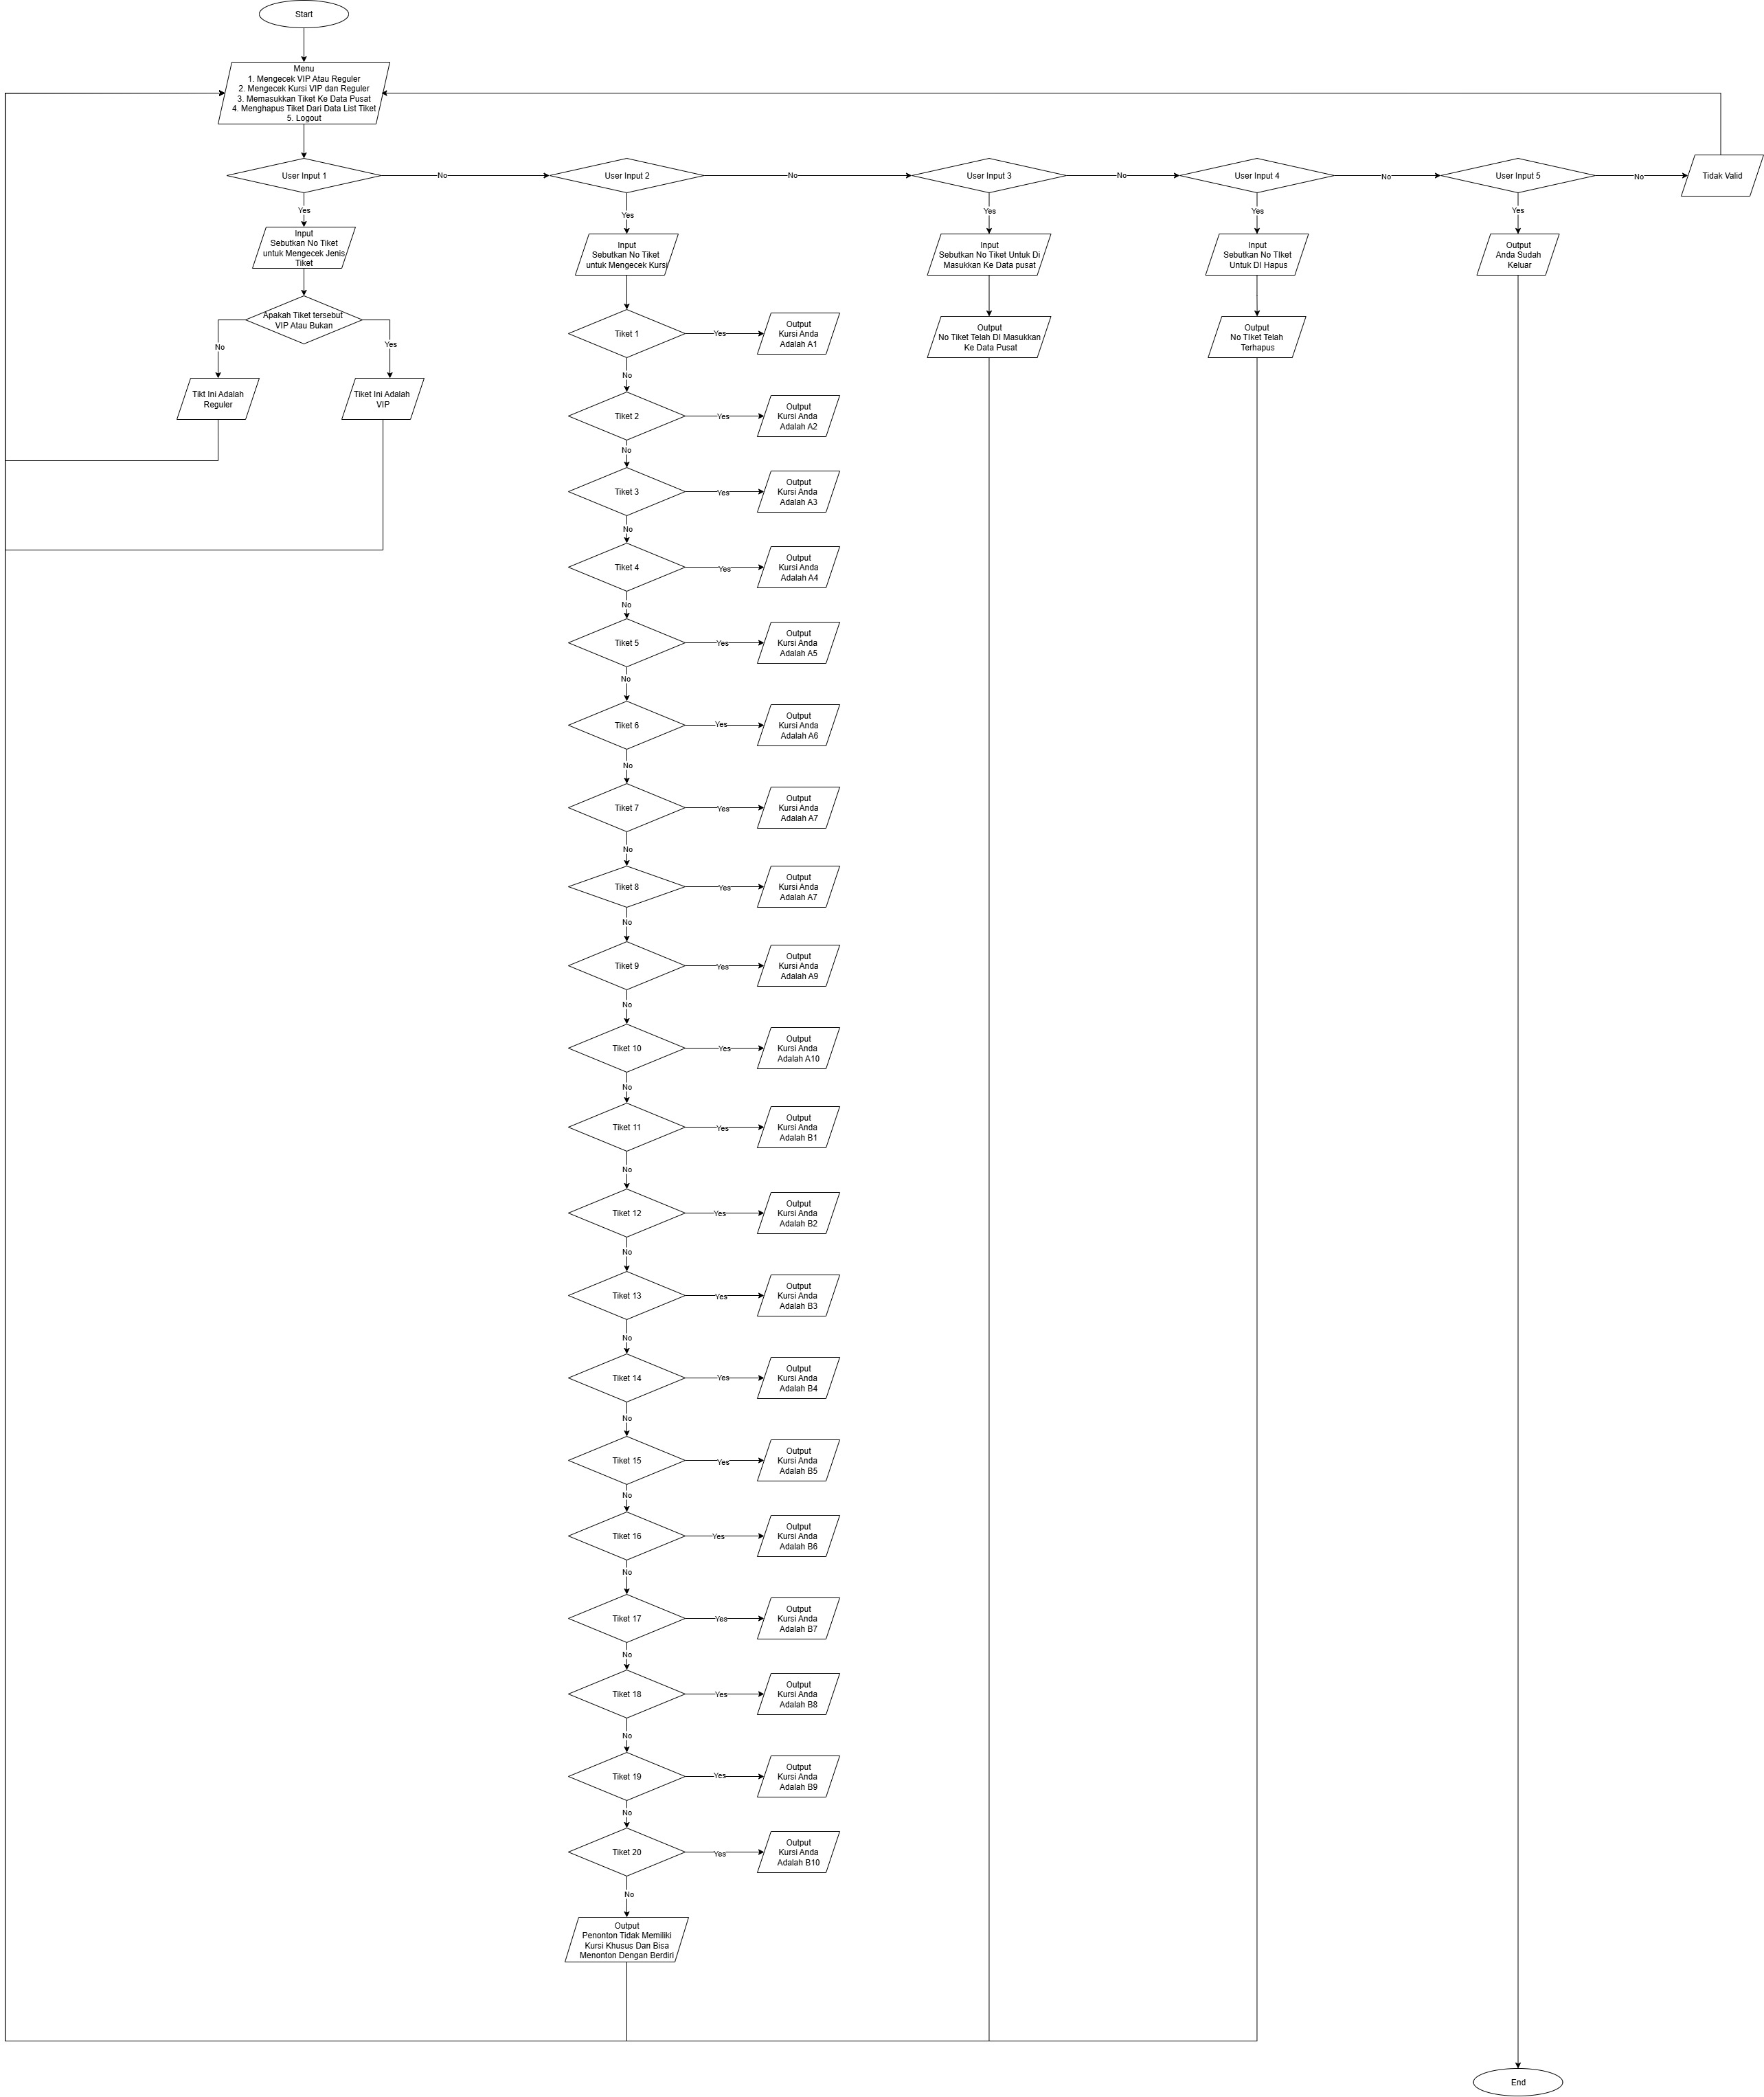 Start
Menu
1. Mengecek VIP Atau Reguler
2. Mengecek Kursi VIP dan Reguler
3. Memasukkan Tiket Ke Data Pusat
4. Menghapus Tiket Dari Data List Tiket
5. Logout
User Input 1
No
User Input 2
No
User Input 3
No
User Input 4
No
User Input 5
No
Tidak Valid
Yes
Input
Sebutkan No Tiket
untuk Mengecek Jenis
Tiket
Apakah Tiket tersebut
VIP Atau Bukan
No
Yes
Tikt Ini Adalah
Reguler
Tiket Ini Adalah
VIP
Yes
Input
Sebutkan No Tiket
untuk Mengecek Kursi
Tiket 1
Yes
Output
Kursi Anda
Adalah A1
No
Tiket 2
Yes
Output
Kursi Anda
Adalah A2
No
Tiket 3
Yes
Output
Kursi Anda
Adalah A3
No
Tiket 4
Yes
Output
Kursi Anda
Adalah A4
No
Tiket 5
Yes
Output
Kursi Anda
Adalah A5
No
Tiket 6
Yes
Output
Kursi Anda
Adalah A6
No
Tiket 7
Yes
Output
Kursi Anda
Adalah A7
No
Tiket 8
Yes
Output
Kursi Anda
Adalah A7
No
Tiket 9
Yes
Output
Kursi Anda
Adalah A9
No
Tiket 10
Yes
Output
Kursi Anda
Adalah A10
No
Tiket 11
Yes
Output
Kursi Anda
Adalah B1
No
Tiket 12
Yes
Output
Kursi Anda
Adalah B2
No
Tiket 13
Yes
Output
Kursi Anda
Adalah B3
No
Tiket 14
Yes
Output
Kursi Anda
Adalah B4
No
Tiket 15
Yes
Output
Kursi Anda
Adalah B5
No
Tiket 16
Yes
Output
Kursi Anda
Adalah B6
No
Tiket 17
Yes
Output
Kursi Anda
Adalah B7
No
Tiket 18
Yes
Output
Kursi Anda
Adalah B8
No
Tiket 19
Yes
Output
Kursi Anda
Adalah B9
No
Tiket 20
Yes
Output
Kursi Anda
Adalah B10
No
Output
Penonton Tidak Memiliki
Kursi Khusus Dan Bisa
Menonton Dengan Berdiri
Yes
Input
Sebutkan No Tiket Untuk Di
Masukkan Ke Data pusat
Output
No Tiket Telah DI Masukkan
Ke Data Pusat
Yes
Input
Sebutkan No TIket
Untuk DI Hapus
Output
No TIket Telah
Terhapus
Yes
Output
Anda Sudah
Keluar
End